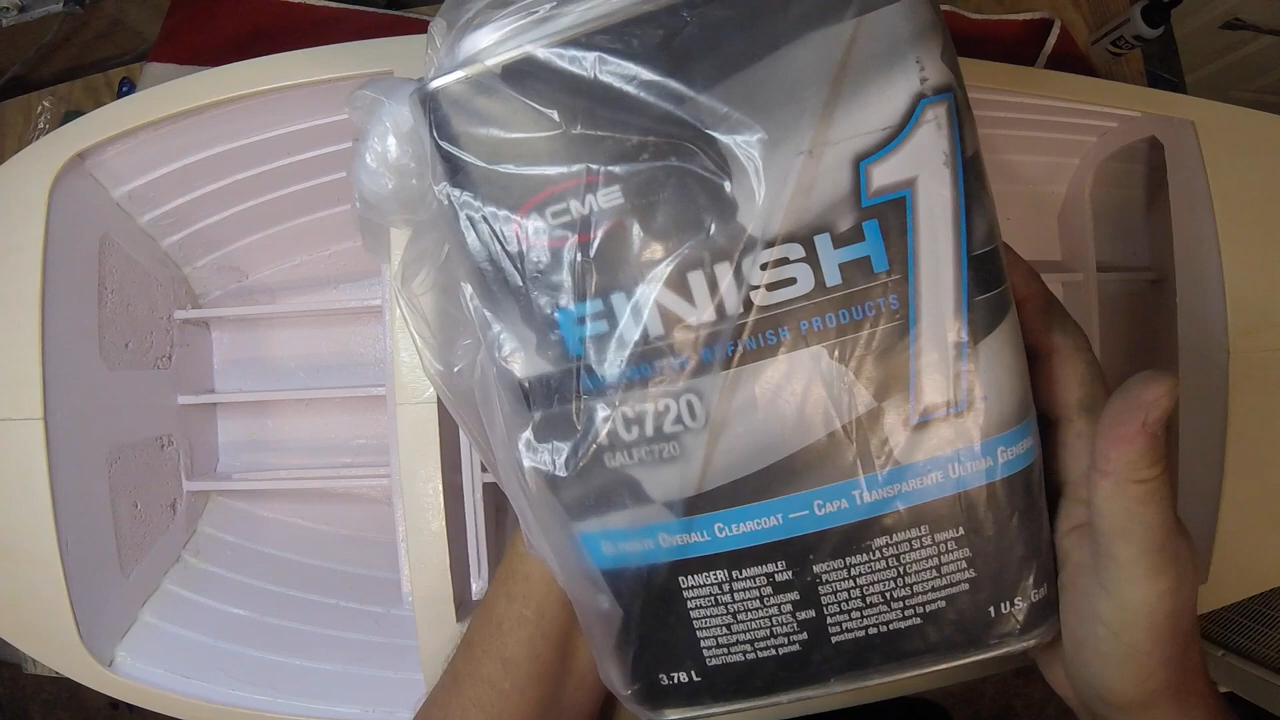 ACME
FINISH 1
REFINISH PRODUCTS
FC720
GALFC720
ULTIMATE OVERALL CLEARCOAT — CAPA TRANSPARENTE ULTIMA GENERA
DANGER! FLAMMABLE!
HARMFUL IF INHALED - MAY
AFFECT THE BRAIN OR
NERVOUS SYSTEM, CAUSING
DIZZINESS, HEADACHE OR
NAUSEA. IRRITATES EYES, SKIN
AND RESPIRATORY TRACT.
Before using, carefully read
CAUTIONS on back panel.
¡INFLAMABLE!
NOCIVO PARA LA SALUD SI SE INHALA
- PUEDE AFECTAR EL CEREBRO O EL
SISTEMA NERVIOSO Y CAUSAR MAREO,
DOLOR DE CABEZA O NÁUSEA. IRRITA
LOS OJOS, PIEL Y VÍAS RESPIRATORIAS.
Antes de usarlo, lea cuidadosamente
las PRECAUCIONES en la parte
posterior de la etiqueta.
3.78 L
1 U.S. Gal